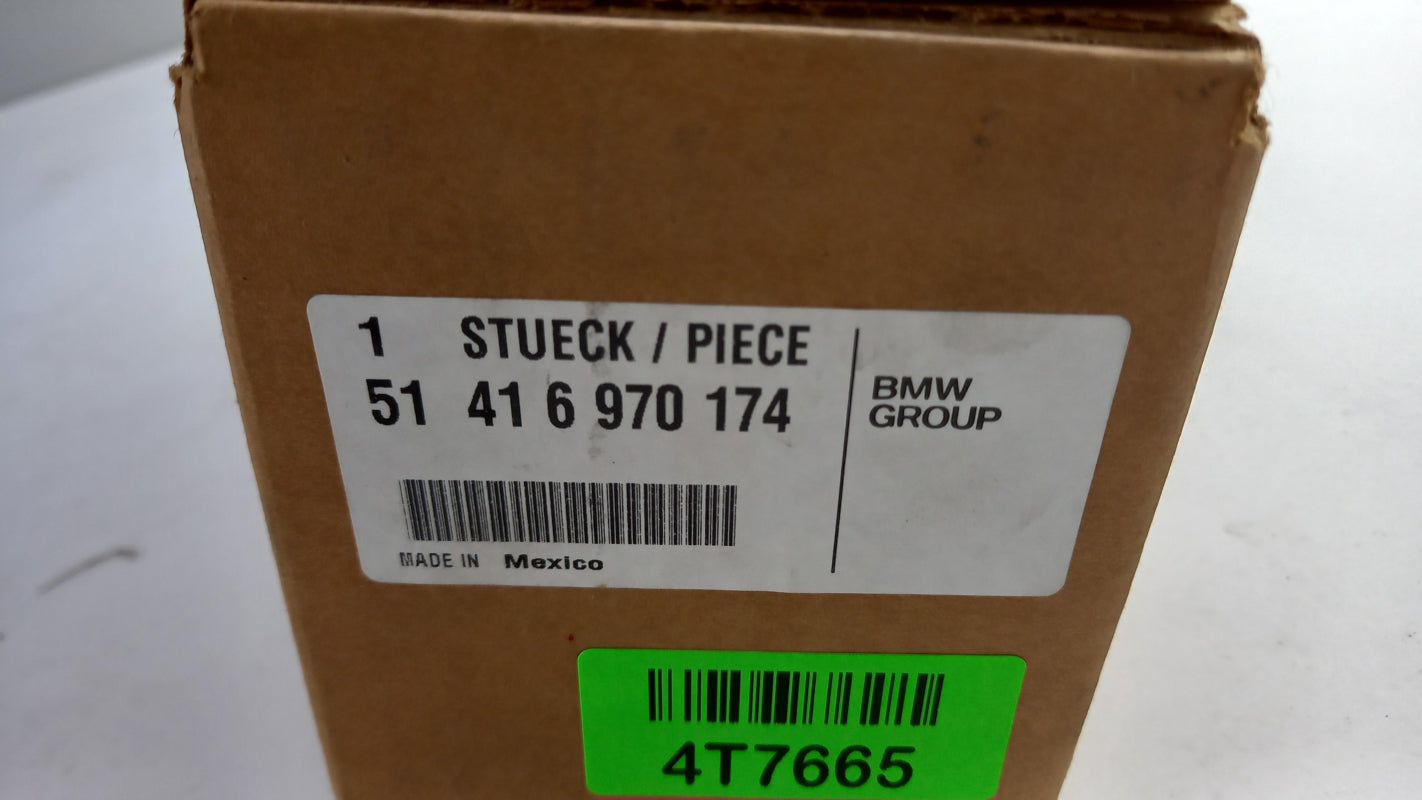 1 STUECK / PIECE
51 41 6 970 174
BMW
GROUP
MADE IN Mexico
4T7665